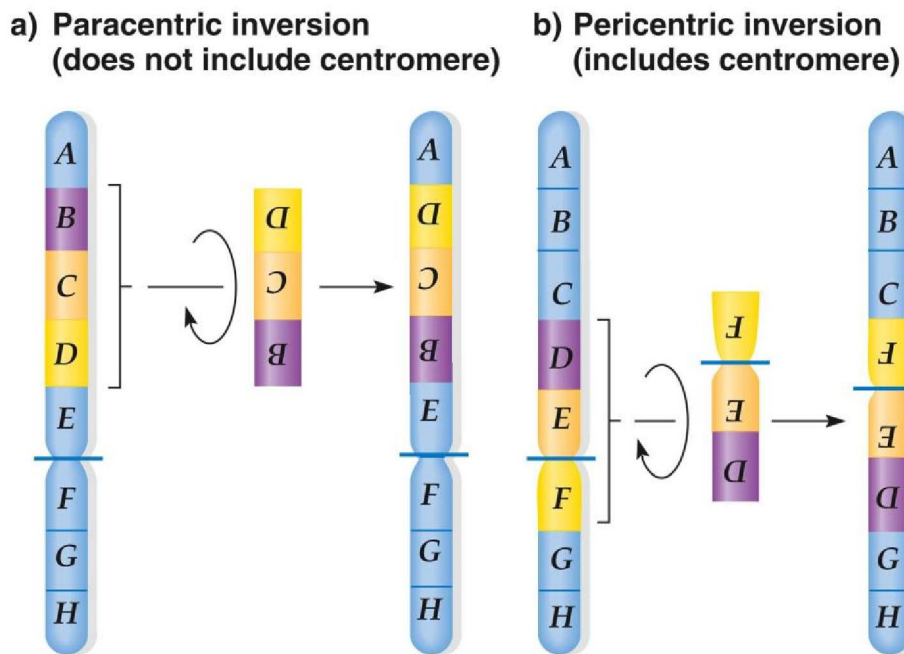 a) Paracentric inversion
(does not include centromere)
A
B
C
D
E
F
G
H
D
C
B
A
D
C
B
E
F
G
H
b) Pericentric inversion
(includes centromere)
A
B
C
D
E
F
G
H
F
E
D
A
B
C
F
E
D
G
H